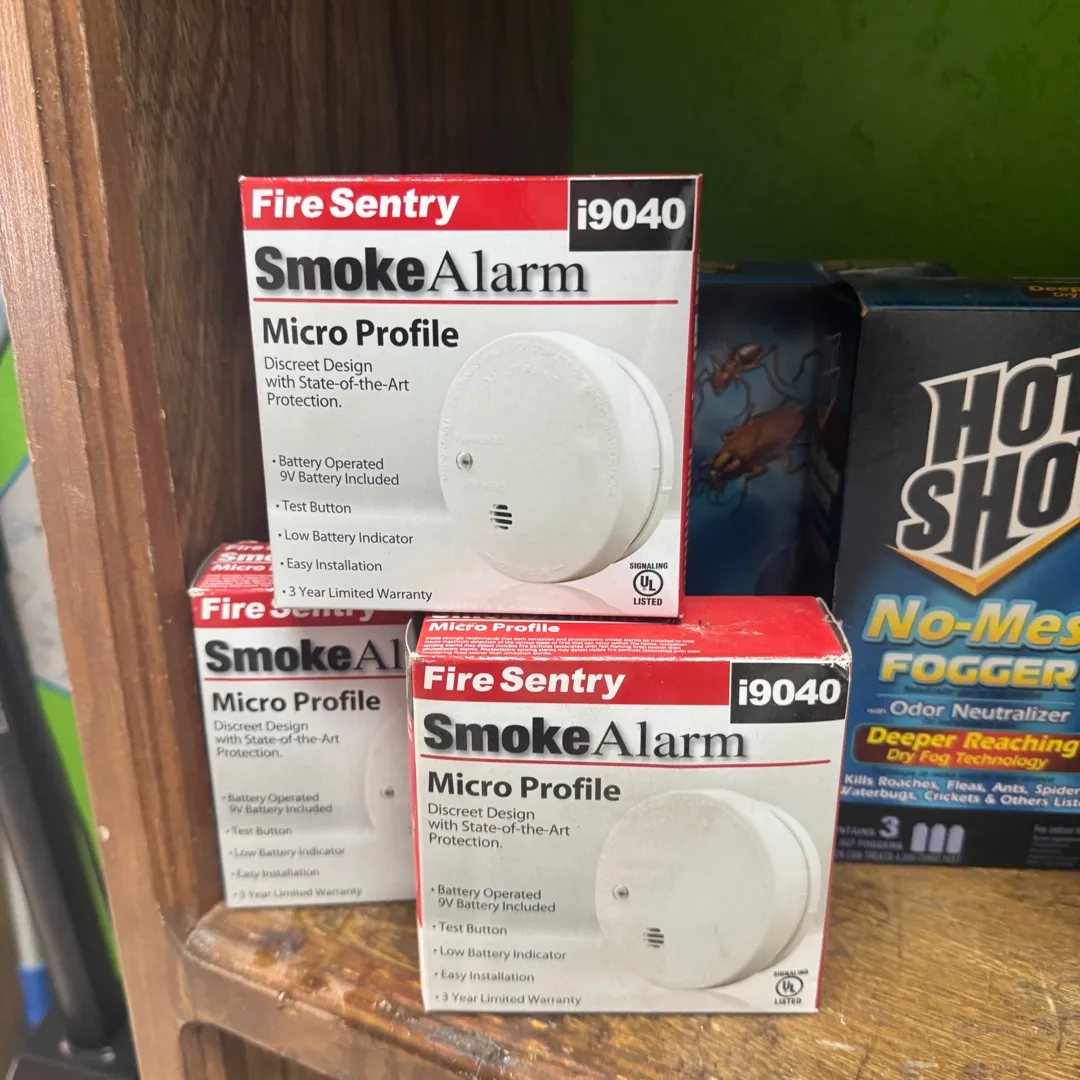 Fire Sentry
i9040
SmokeAlarm
Micro Profile
Discreet Design
with State-of-the-Art
Protection.
• Battery Operated
9V Battery Included
• Test Button
• Low Battery Indicator
• Easy Installation
• 3 Year Limited Warranty
SIGNALING
UL
LISTED
Fire Sentry
SmokeAl
Micro Profile
Discreet Design
with State-of-the-Art
Protection.
• Battery Operated
9V Battery Included
• Test Button
• Low Battery Indicator
• Easy Installation
• 3 Year Limited Warranty
Micro Profile
Fire Sentry
i9040
SmokeAlarm
Micro Profile
Discreet Design
with State-of-the-Art
Protection.
• Battery Operated
9V Battery Included
• Test Button
• Low Battery Indicator
• Easy Installation
• 3 Year Limited Warranty
SIGNALING
UL
LISTED
HOT
SHO
No-Mes
FOGGER
with Odor Neutralizer
Deeper Reaching
Dry Fog Technology
Kills Roaches, Fleas, Ants, Spider
Waterbugs, Crickets & Others List
3